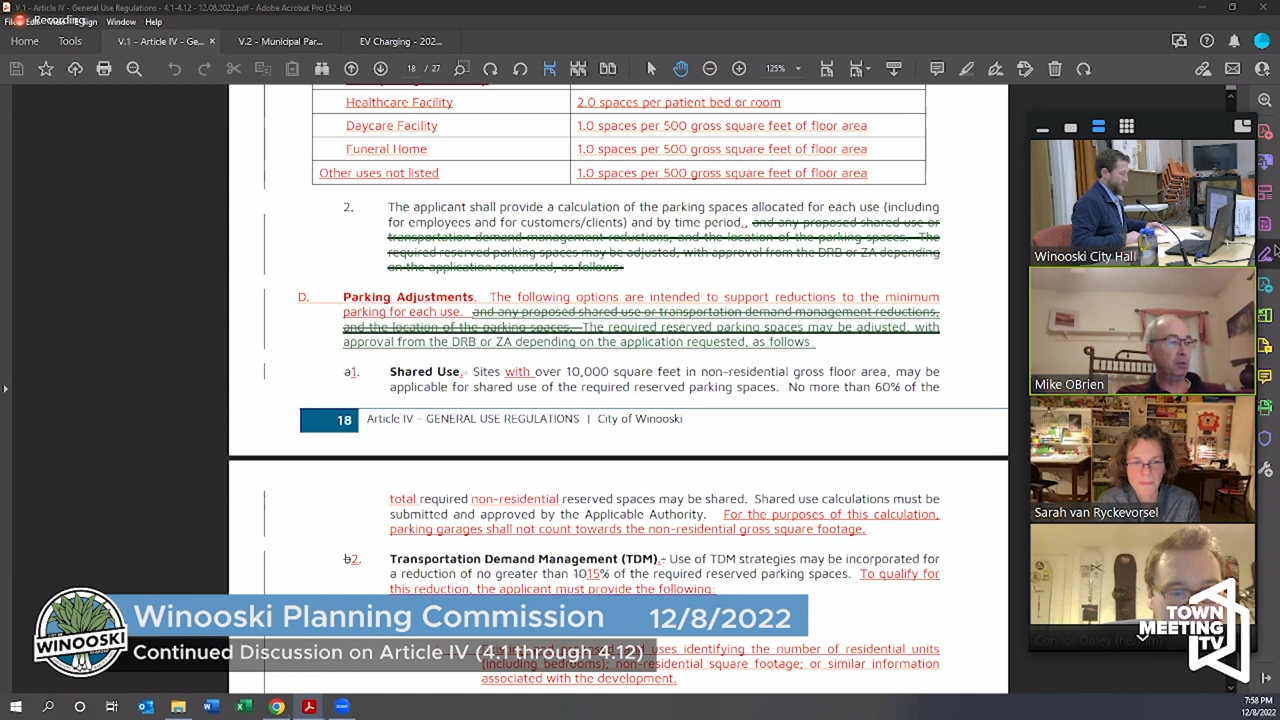 V.1 - Article IV - General Use Regulations - 4.1-4.12 - 12.08.2022.pdf - Adobe Acrobat Pro (32-bit)
Recording
Window Help
Home Tools V.1 - Article IV - Ge... × V.2 - Municipal Par... EV Charging - 202...
18 / 27 125%
Healthcare Facility 2.0 spaces per patient bed or room
Daycare Facility 1.0 spaces per 500 gross square feet of floor area
Funeral Home 1.0 spaces per 500 gross square feet of floor area
Other uses not listed 1.0 spaces per 500 gross square feet of floor area
2. The applicant shall provide a calculation of the parking spaces allocated for each use (including
for employees and for customers/clients) and by time period., and any proposed shared use or
transportation demand management reductions, and the location of the parking spaces. The
required reserved parking spaces may be adjusted, with approval from the DRB or ZA depending
on the application requested, as follows.
D. Parking Adjustments. The following options are intended to support reductions to the minimum
parking for each use. and any proposed shared use or transportation demand management reductions,
and the location of the parking spaces. The required reserved parking spaces may be adjusted, with
approval from the DRB or ZA depending on the application requested, as follows.
a1. Shared Use.- Sites with over 10,000 square feet in non-residential gross floor area, may be
applicable for shared use of the required reserved parking spaces. No more than 60% of the
18 Article IV – GENERAL USE REGULATIONS | City of Winooski
total required non-residential reserved spaces may be shared. Shared use calculations must be
submitted and approved by the Applicable Authority. For the purposes of this calculation,
parking garages shall not count towards the non-residential gross square footage.
b2. Transportation Demand Management (TDM).- Use of TDM strategies may be incorporated for
a reduction of no greater than 1015% of the required reserved parking spaces. To qualify for
this reduction, the applicant must provide the following:
uses identifying the number of residential units
(including bedrooms); non-residential square footage; or similar information
associated with the development.
Winooski City Hall
Mike OBrien
Sarah van Ryckevorsel
WINOOSKI
Winooski Planning Commission 12/8/2022
Continued Discussion on Article IV (4.1 through 4.12)
TOWN
MEETING
TV
7:58 PM
12/8/2022